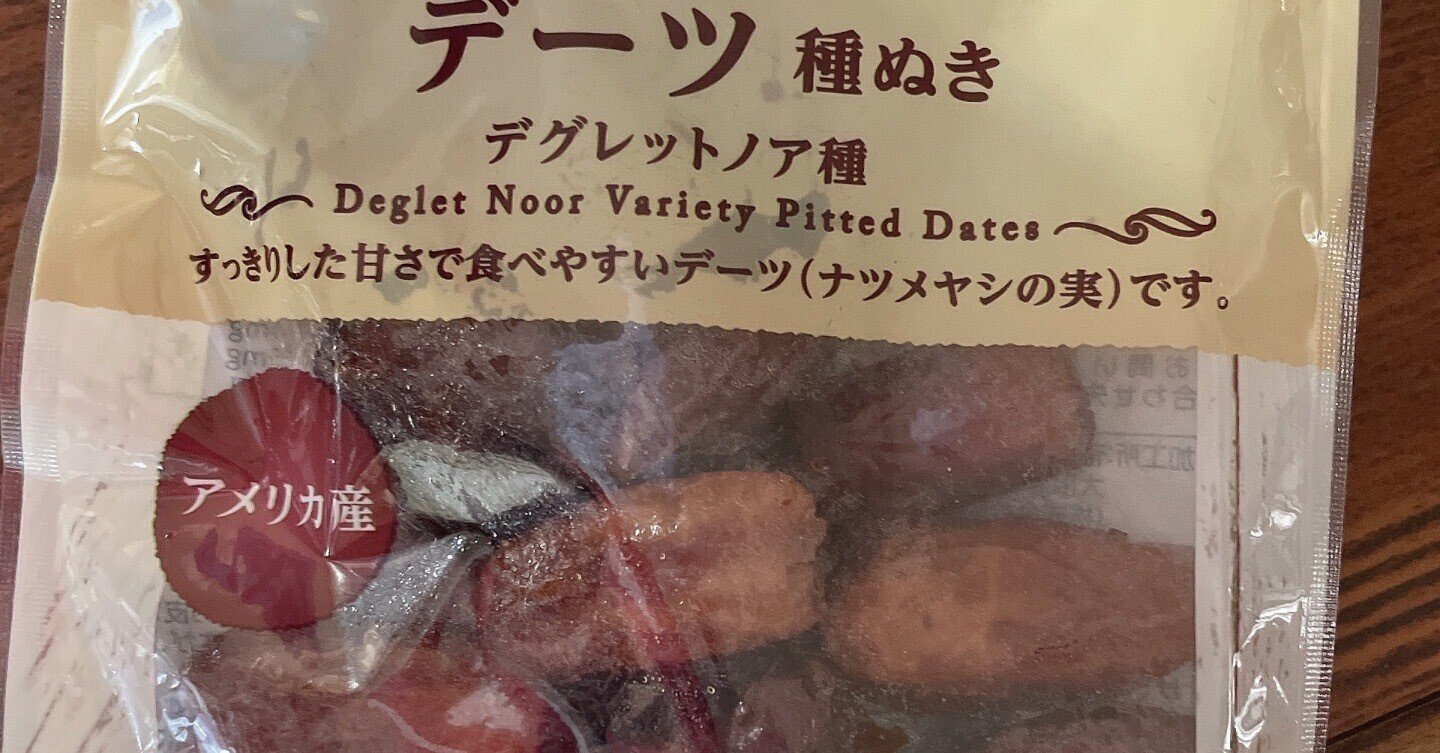 デーツ 種ぬき
デグレットノア種
Deglet Noor Variety Pitted Dates
すっきりした甘さで食べやすいデーツ(ナツメヤシの実)です。
アメリカ産